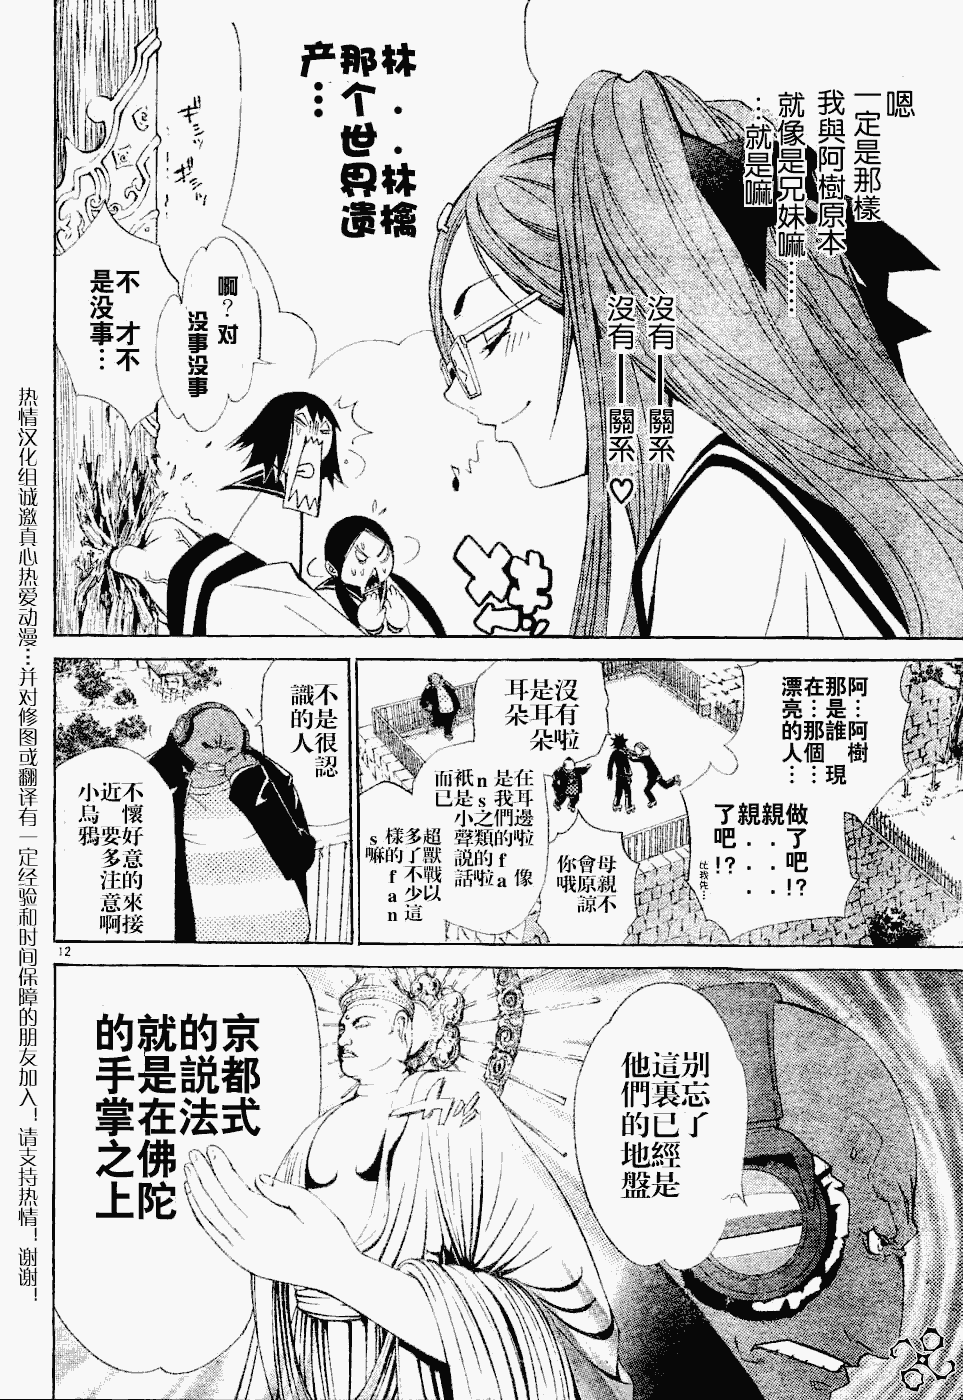 嗯
一定是那樣
我與阿樹原本
就像是兄妹嘛……
…就是嘛
沒有——關系
沒有——關系♡
林．．林檎
那个世界遗
产…
啊？对
没事没事
不 才不
是没事…
阿…阿樹
那是誰 現
在…那個…
漂亮的人…
做了吧!?
親．．
親．．
了吧!?
比我先…
沒有啦
是耳朵
耳朵
在耳邊啦 像
是我們的fa
ns之類的啦
祇是小聲說話
而已
母親不
會原諒
你哦
超獸戰以
多了不少這
樣的fan
s嘛
不是很認
識的人
不懷好意的來接
近 要多注意啊
小烏鴉
12
別忘了
這裏已經是
他們的地盤
京都式
的說法
就是在佛陀
的手掌之上
热情汉化组诚邀真心热爱动漫…并对修图或翻译有一定经验和时间保障的朋友加入！请支持热情！谢谢！